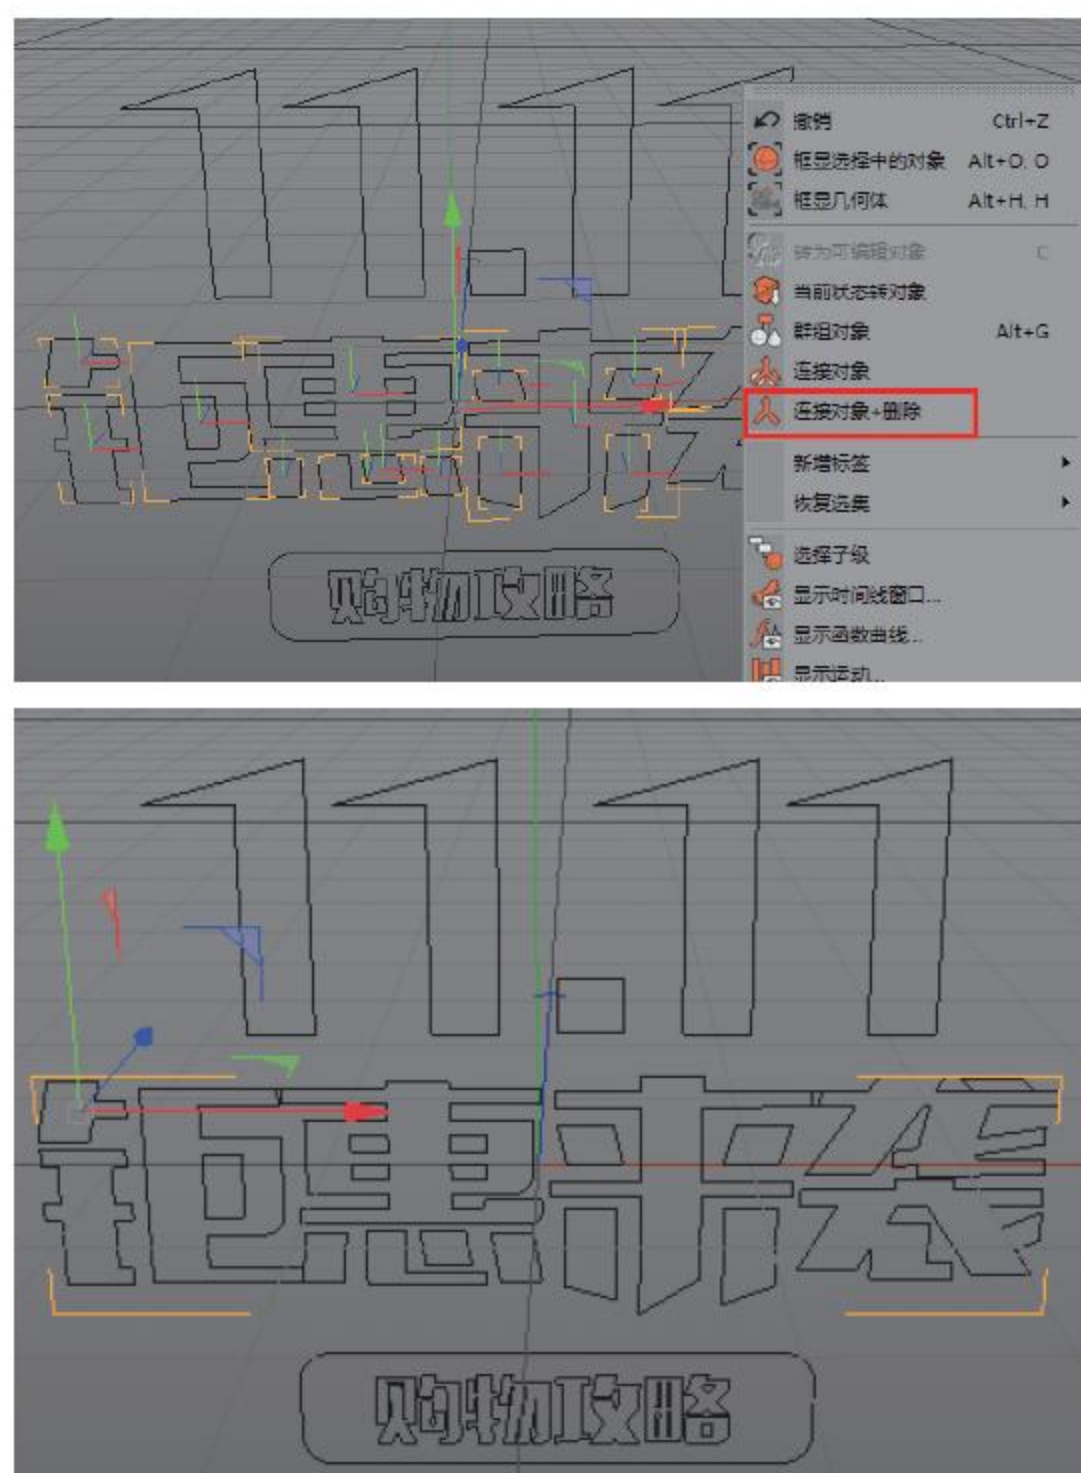 11.11
撤销 Ctrl+Z
框显选择中的对象 Alt+O, O
框显几何体 Alt+H, H
转为可编辑对象 C
当前状态转对象
群组对象 Alt+G
连接对象
连接对象+删除
新增标签
恢复选集
选择子级
显示时间线窗口...
显示函数曲线...
显示运动...
钜惠来袭
购物攻略
11.11
钜惠来袭
购物攻略